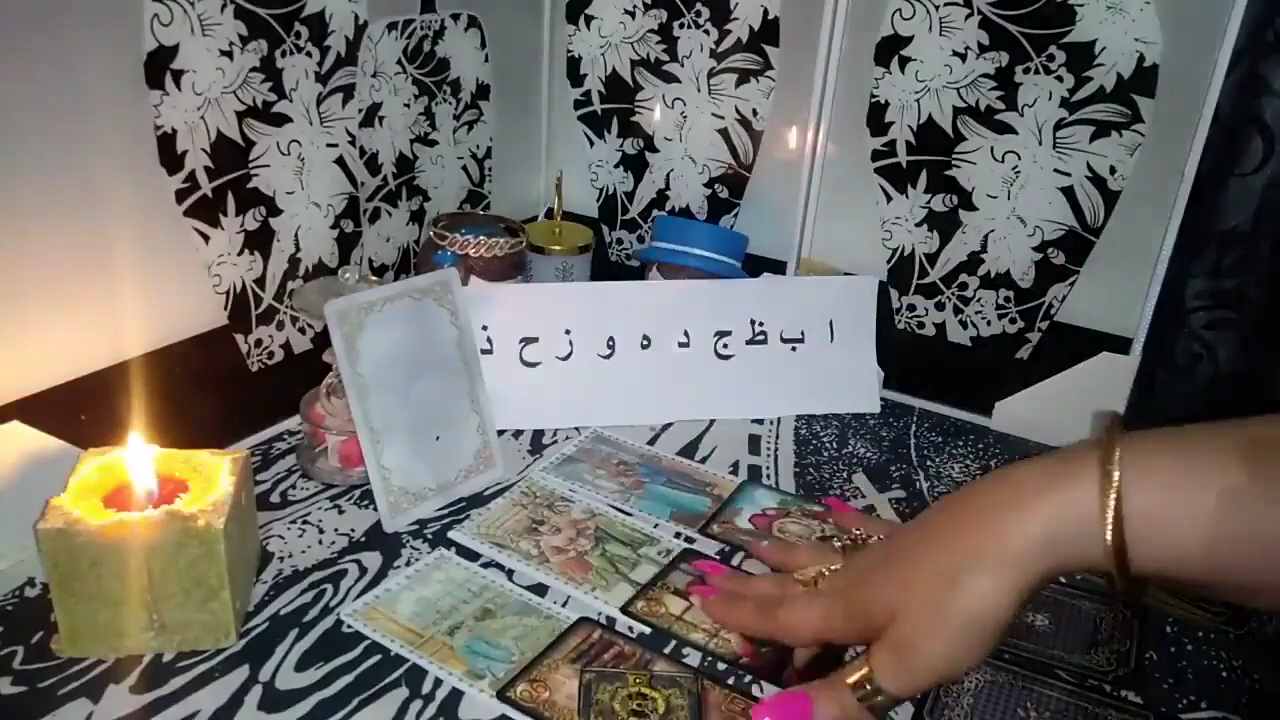 ا ب ظ ج د ه و ز ح ذ